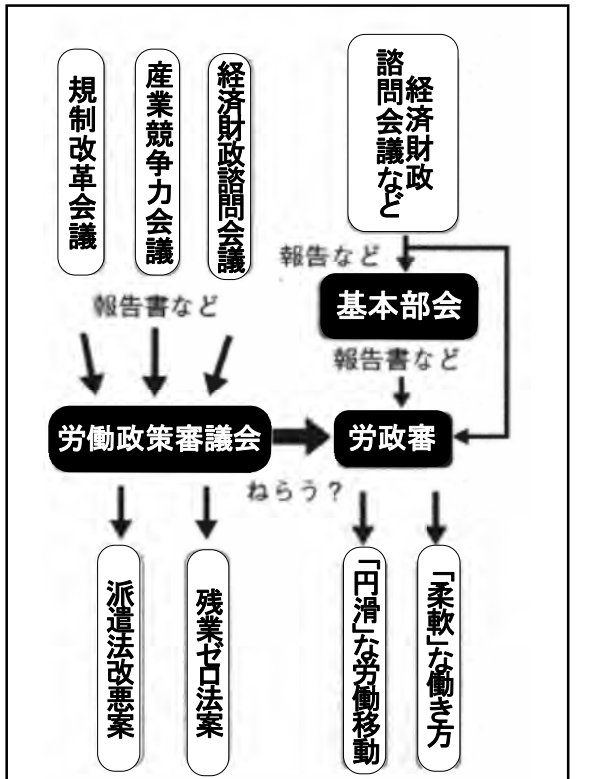 規制改革会議
産業競争力会議
経済財政諮問会議
報告書など
労働政策審議会
派遣法改悪案
残業ゼロ法案
経済財政
諮問会議など
報告など
基本部会
報告書など
労政審
ねらう？
「円滑」な労働移動
「柔軟」な働き方